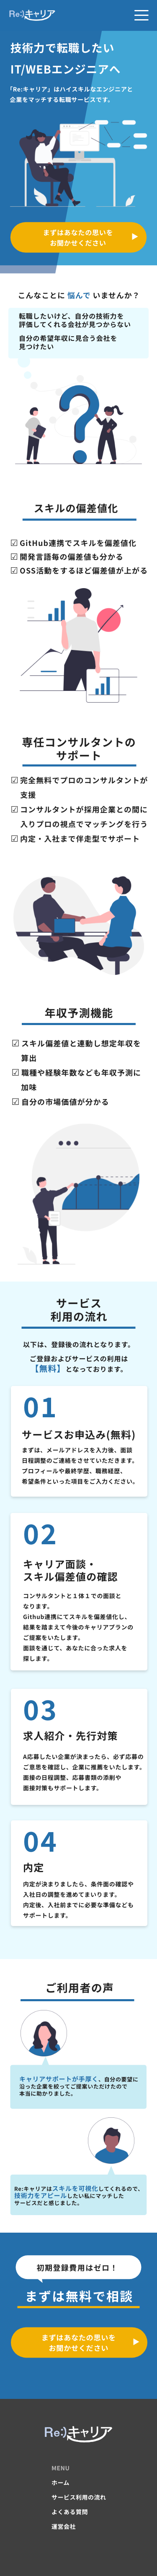 Re:)キャリア
技術力で転職したい
IT/WEBエンジニアへ
「Re:キャリア」はハイスキルなエンジニアと
企業をマッチする転職サービスです。
まずはあなたの思いを
お聞かせください
こんなことに 悩んで いませんか？
転職したいけど、自分の技術力を
評価してくれる会社が見つからない
自分の希望年収に見合う会社を
見つけたい
スキルの偏差値化
GitHub連携でスキルを偏差値化
開発言語毎の偏差値も分かる
OSS活動をするほど偏差値が上がる
専任コンサルタントの
サポート
完全無料でプロのコンサルタントが
支援
コンサルタントが採用企業との間に
入りプロの視点でマッチングを行う
内定・入社まで伴走型でサポート
年収予測機能
スキル偏差値と連動し想定年収を
算出
職種や経験年数なども年収予測に
加味
自分の市場価値が分かる
サービス
利用の流れ
以下は、登録後の流れとなります。
ご登録およびサービスの利用は
【無料】となっております。
01
サービスお申込み(無料)
まずは、メールアドレスを入力後、面談
日程調整のご連絡をさせていただきます。
プロフィールや最終学歴、職務経歴、
希望条件といった項目をご入力ください。
02
キャリア面談・
スキル偏差値の確認
コンサルタントと１体１での面談と
なります。
Github連携にてスキルを偏差値化し、
結果を踏まえて今後のキャリアプランの
ご提案をいたします。
面談を通じて、あなたに合った求人を
探します。
03
求人紹介・先行対策
A応募したい企業が決まったら、必ず応募の
ご意思を確認し、企業に推薦をいたします。
面接の日程調整、応募書類の添削や
面接対策もサポートします。
04
内定
内定が決まりましたら、条件面の確認や
入社日の調整を進めてまいります。
内定後、入社前までに必要な準備なども
サポートします。
ご利用者の声
キャリアサポートが手厚く、自分の要望に
沿った企業を絞ってご提案いただけたので
本当に助かりました。
Re:キャリアはスキルを可視化してくれるので、
技術力をアピールしたい私にマッチした
サービスだと感じました。
初期登録費用はゼロ！
まずは無料で相談
まずはあなたの思いを
お聞かせください
Re:)キャリア
MENU
ホーム
サービス利用の流れ
よくある質問
運営会社